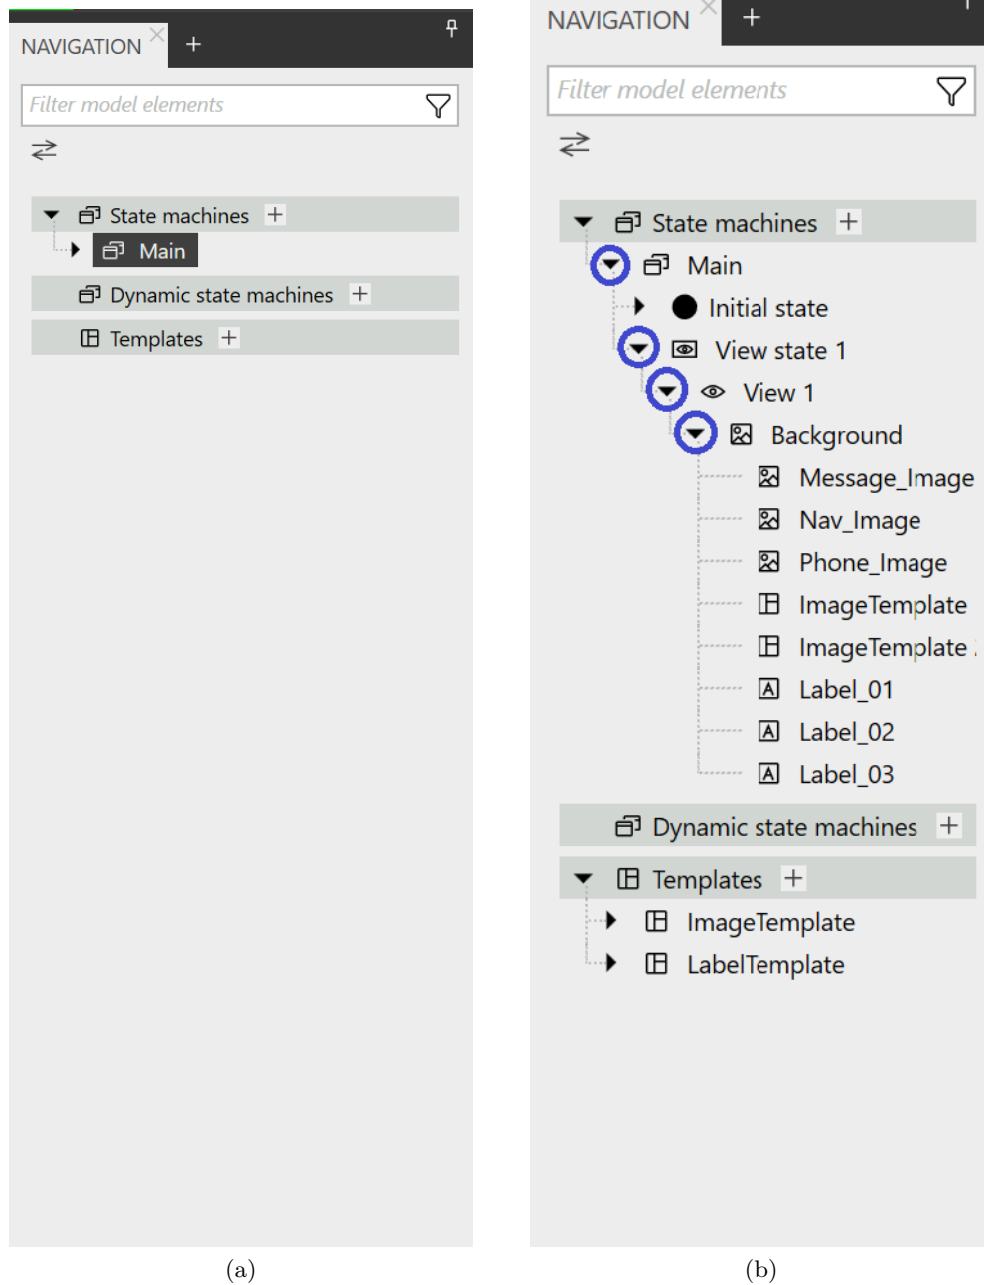 NAVIGATION
Filter model elements
State machines
Main
Dynamic state machines
Templates
(a)
NAVIGATION
Filter model elements
State machines
Main
Initial state
View state 1
View 1
Background
Message_Image
Nav_Image
Phone_Image
ImageTemplate
ImageTemplate
Label_01
Label_02
Label_03
Dynamic state machines
Templates
ImageTemplate
LabelTemplate
(b)